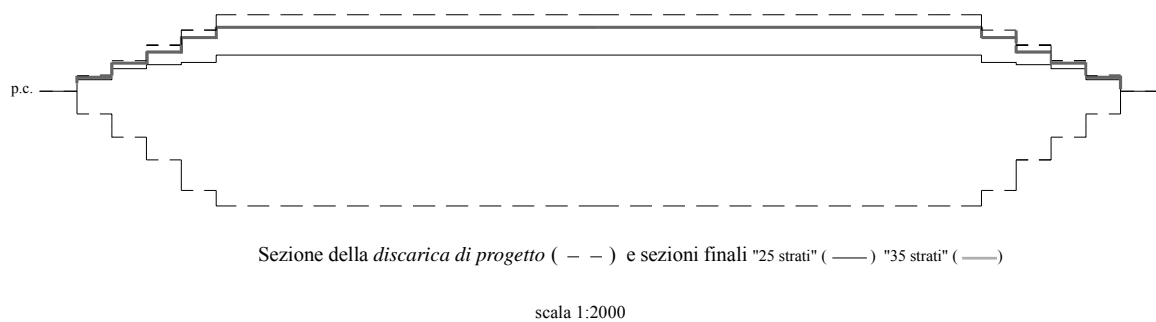 p.c.
Sezione della discarica di progetto ( – – ) e sezioni finali "25 strati" ( —— ) "35 strati" ( —— )
scala 1:2000